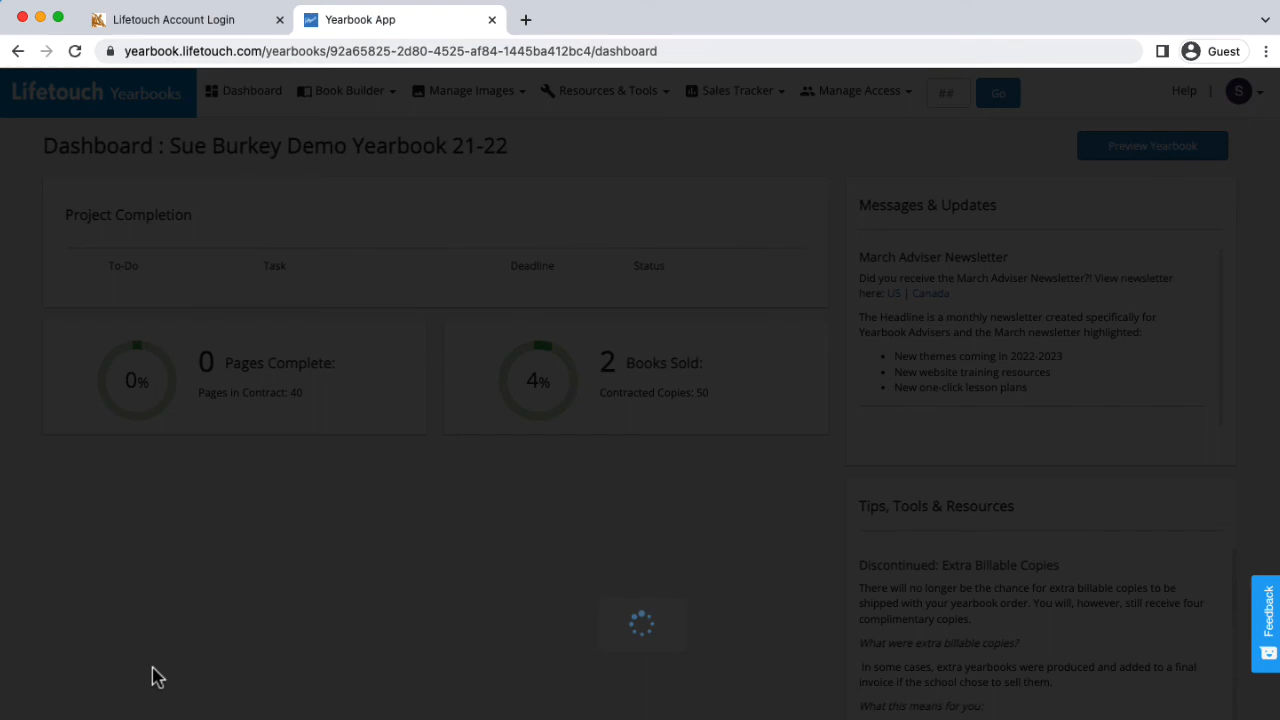 Lifetouch Account Login
Yearbook App
yearbook.lifetouch.com/yearbooks/92a65825-2d80-4525-af84-1445ba412bc4/dashboard
Guest
Lifetouch Yearbooks
Dashboard
Book Builder
Manage Images
Resources & Tools
Sales Tracker
Manage Access
##
Go
Help
|
S
Dashboard : Sue Burkey Demo Yearbook 21-22
Preview Yearbook
Project Completion
To-Do Task Deadline Status
0%
0 Pages Complete:
Pages in Contract: 40
4%
2 Books Sold:
Contracted Copies: 50
Messages & Updates
March Adviser Newsletter
Did you receive the March Adviser Newsletter?! View newsletter
here: US | Canada
The Headline is a monthly newsletter created specifically for
Yearbook Advisers and the March newsletter highlighted:
• New themes coming in 2022-2023
• New website training resources
• New one-click lesson plans
Tips, Tools & Resources
Discontinued: Extra Billable Copies
There will no longer be the chance for extra billable copies to be
shipped with your yearbook order. You will, however, still receive four
complimentary copies.
What were extra billable copies?
In some cases, extra yearbooks were produced and added to a final
invoice if the school chose to sell them.
What this means for you:
Feedback